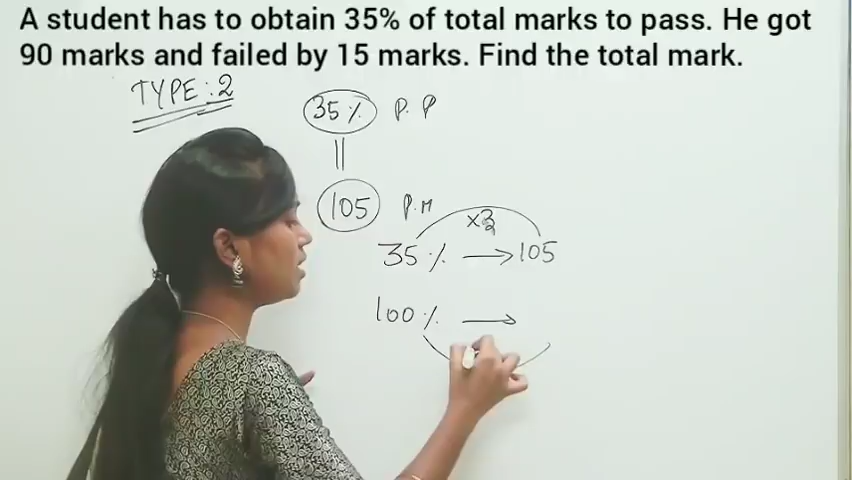 A student has to obtain 35% of total marks to pass. He got
90 marks and failed by 15 marks. Find the total mark.
TYPE:2
35% P.P
||
105 P.M
×3
35% → 105
100% →